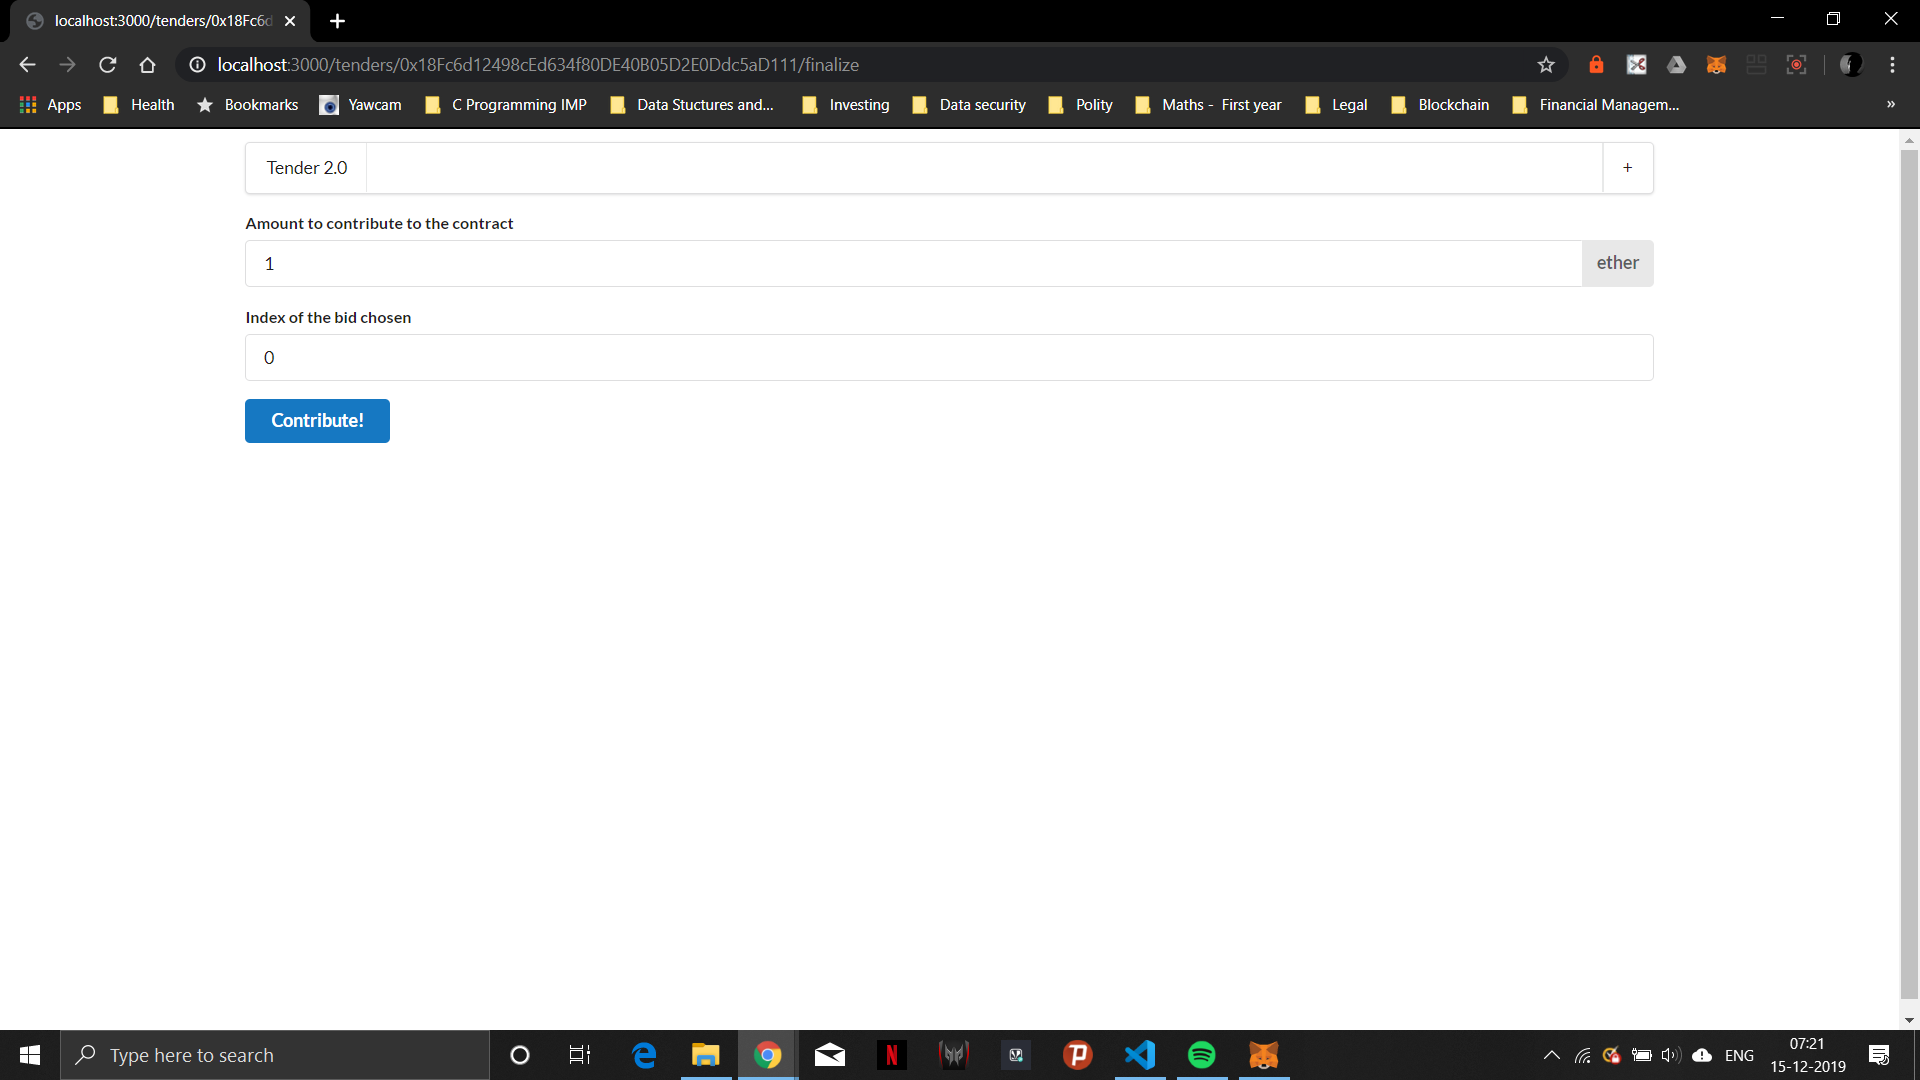 localhost:3000/tenders/0x18Fc6d
localhost:3000/tenders/0x18Fc6d12498cEd634f80DE40B05D2E0Ddc5aD111/finalize
Apps Health Bookmarks Yawcam C Programming IMP Data Stuctures and... Investing Data security Polity Maths - First year Legal Blockchain Financial Managem... »
Tender 2.0 +
Amount to contribute to the contract
1 ether
Index of the bid chosen
0
Contribute!
Type here to search
ENG
07:21
15-12-2019